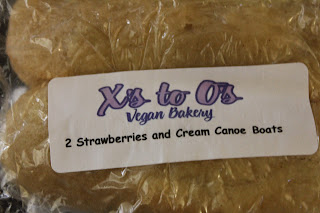 X's to O's
Vegan Bakery
2 Strawberries and Cream Canoe Boats